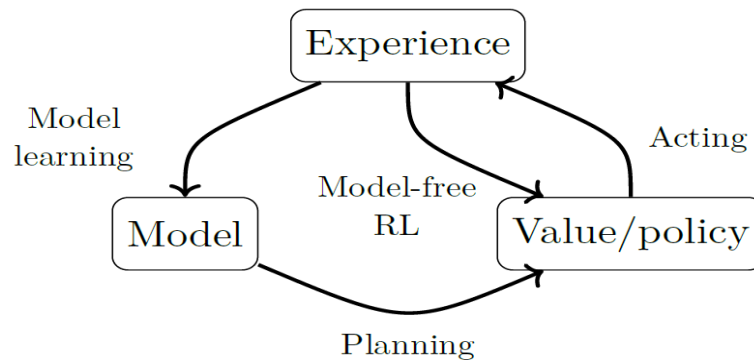 Experience
Model
learning
Acting
Model-free
RL
Model
Value/policy
Planning